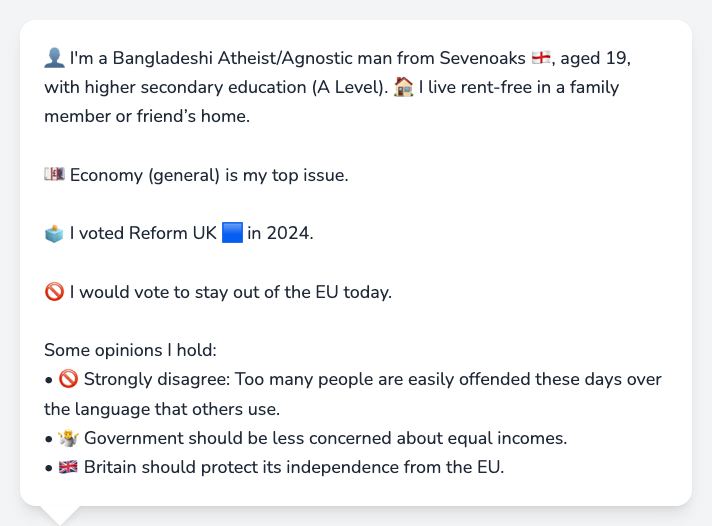 👤 I'm a Bangladeshi Atheist/Agnostic man from Sevenoaks 🏴󠁧󠁢󠁥󠁮󠁧󠁿, aged 19,
with higher secondary education (A Level). 🏠 I live rent-free in a family
member or friend’s home.
💷 Economy (general) is my top issue.
🗳️ I voted Reform UK 🟦 in 2024.
🚫 I would vote to stay out of the EU today.
Some opinions I hold:
• 🚫 Strongly disagree: Too many people are easily offended these days over
the language that others use.
• 🤷 Government should be less concerned about equal incomes.
• 🇬🇧 Britain should protect its independence from the EU.